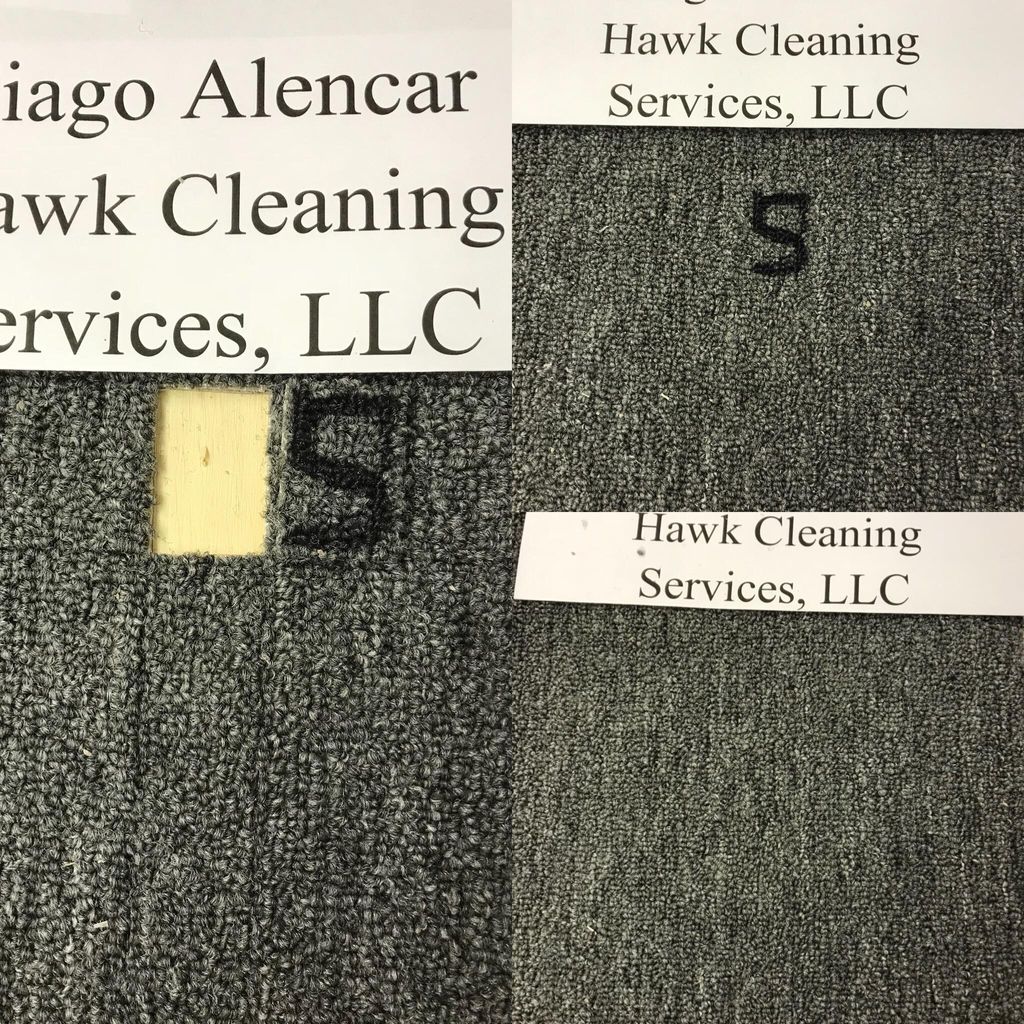 iago Alencar
awk Cleaning
ervices, LLC
5
Hawk Cleaning
Services, LLC
5
Hawk Cleaning
Services, LLC